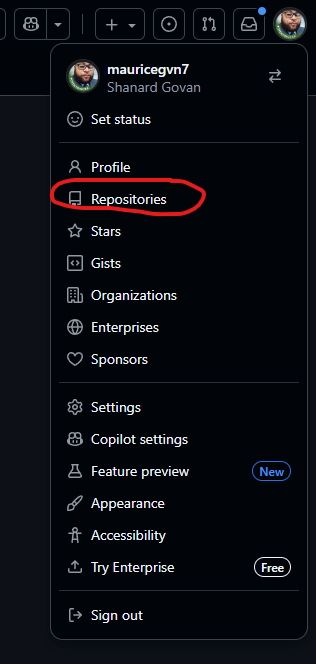 mauricegvn7
Shanard Govan
Set status
Profile
Repositories
Stars
Gists
Organizations
Enterprises
Sponsors
Settings
Copilot settings
Feature preview New
Appearance
Accessibility
Try Enterprise Free
Sign out